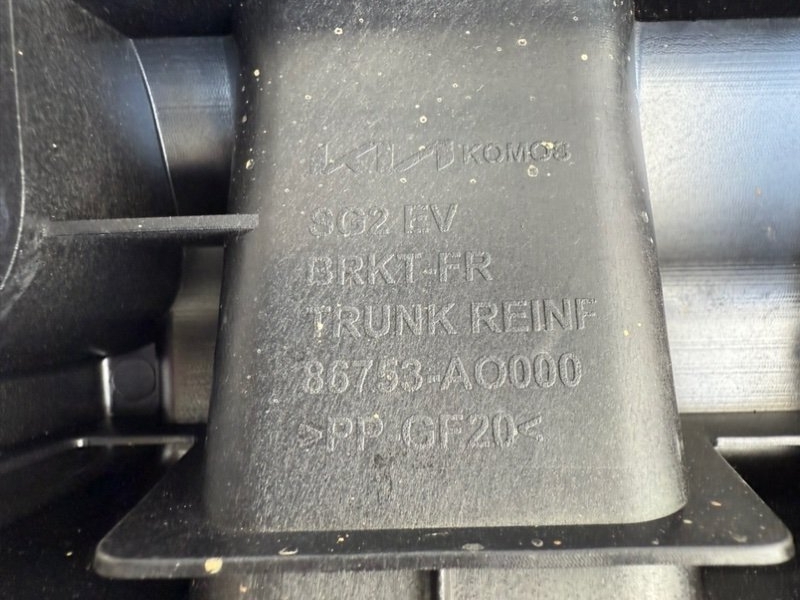 KIA KOMOS
SG2 EV
BRKT-FR
TRUNK REINF
86753-AO000
>PP-GF20<